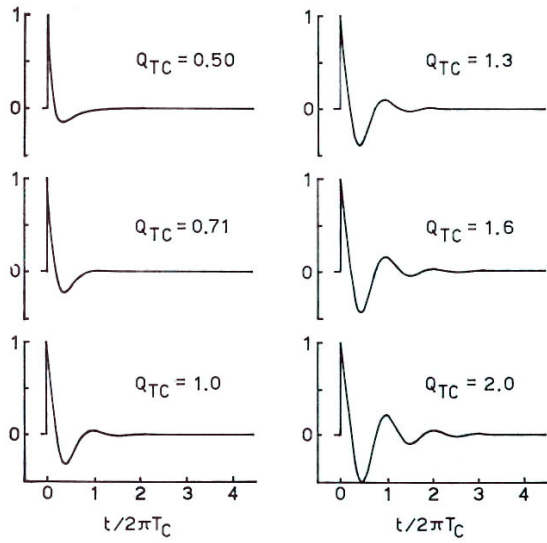 1
0
Q_TC = 0.50
1
0
Q_TC = 1.3
1
0
Q_TC = 0.71
1
0
Q_TC = 1.6
1
0
Q_TC = 1.0
0 1 2 3 4
t/2πT_C
1
0
Q_TC = 2.0
0 1 2 3 4
t/2πT_C